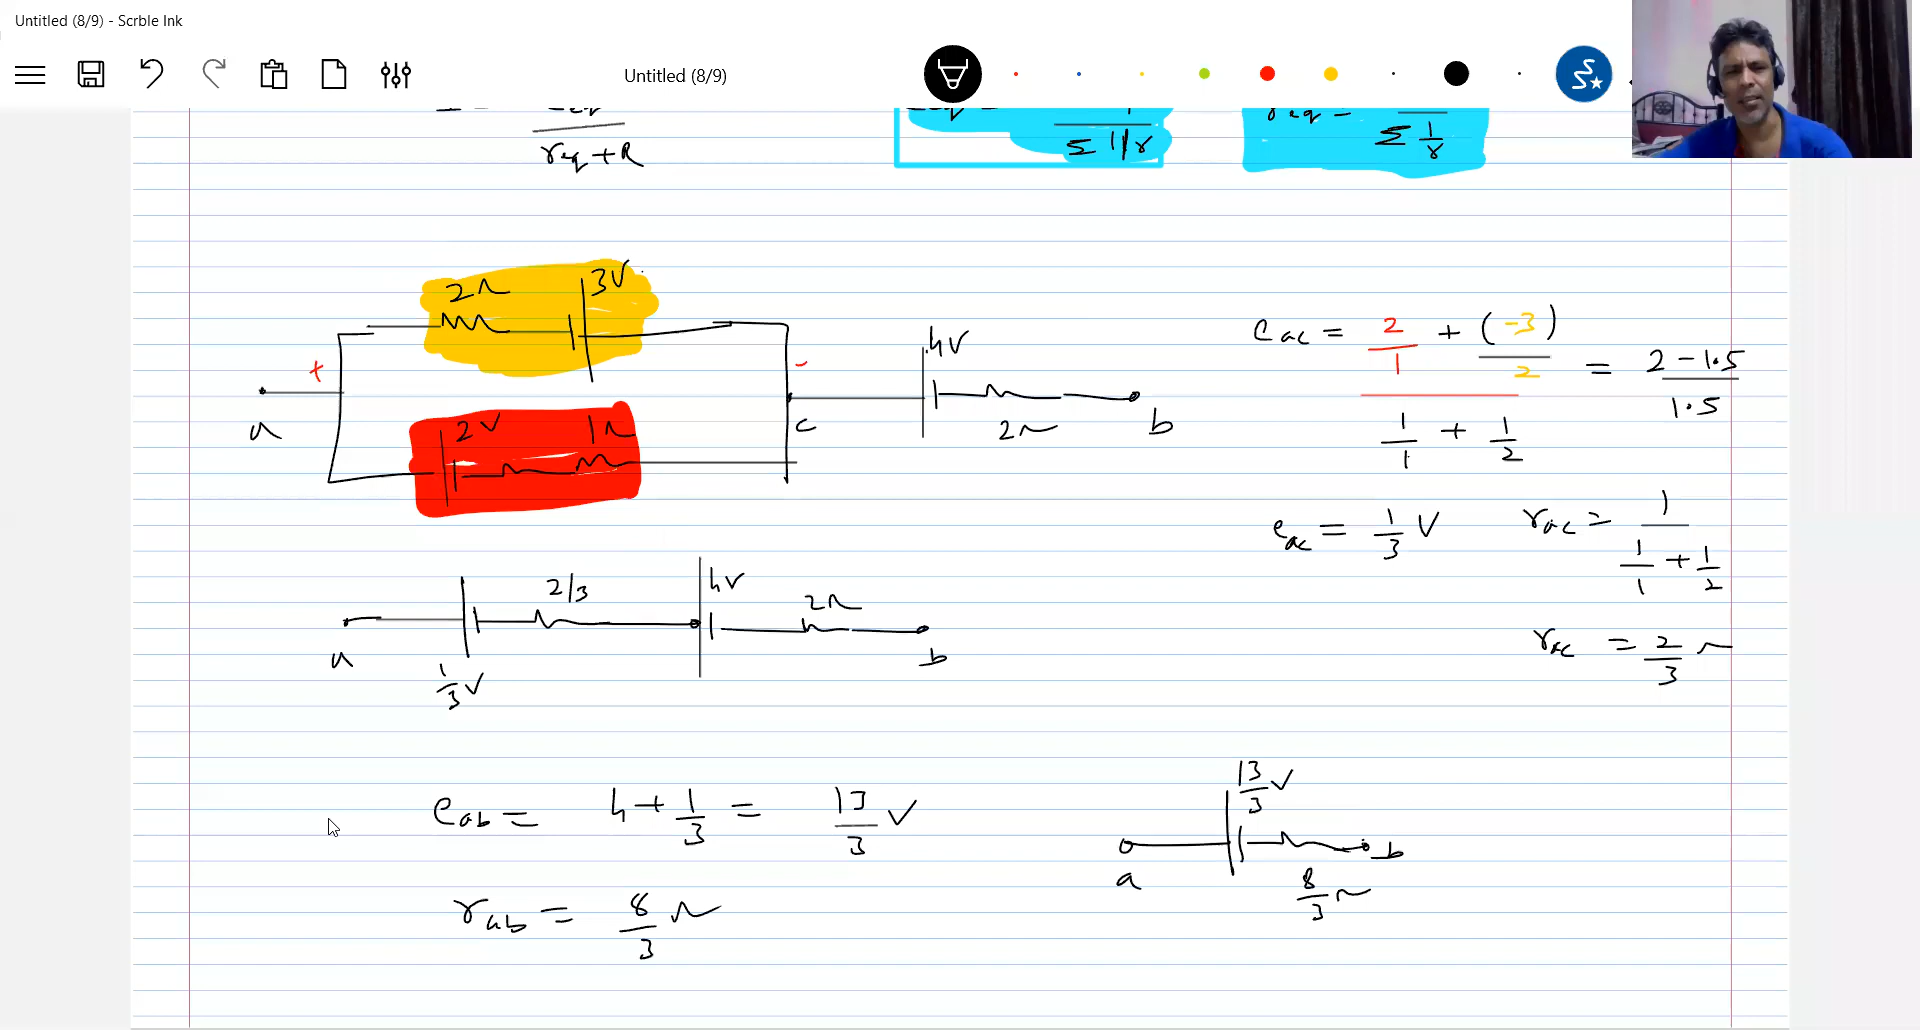 Untitled (8/9) - Scrble Ink
Untitled (8/9)
r_eq + R
Σ 1/r
r_eq =
Σ 1/r
2Ω 3V
+ -
a
2V 1Ω
c
4V
2Ω
b
e_ac = (2/1 + (-3)/2) / (1/1 + 1/2) = (2 - 1.5)/1.5
e_ac = 1/3 V
r_ac = 1/(1/1 + 1/2)
r_ac = 2/3 Ω
a
1/3 V
2/3
4V
2Ω
b
e_ab = 4 + 1/3 = 13/3 V
r_ab = 8/3 Ω
13/3 V
a
8/3 Ω
b